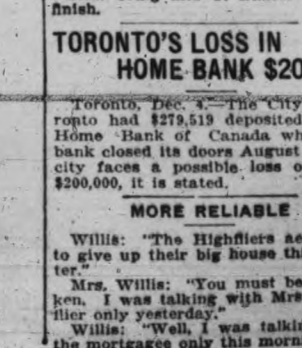 finish.
TORONTO'S LOSS IN
HOME BANK $20
Toronto, Dec. 4.—The City
ronto had $279,519 deposited
Home Bank of Canada wh
bank closed its doors August
city faces a possible loss o
$200,000, it is stated.
MORE RELIABLE
Willis: "The Highfliers ae
to give up their big house thi
ter."
Mrs. Willis: "You must be
ken. I was talking with Mrs
flier only yesterday."
Willis: "Well, I was talki
the mortgagee only this morn